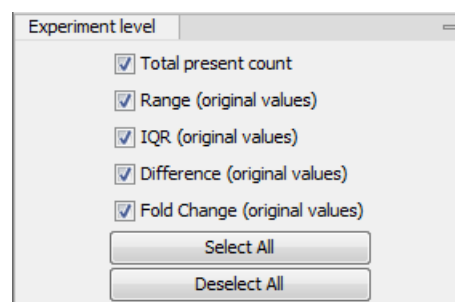 Experiment level
Total present count
Range (original values)
IQR (original values)
Difference (original values)
Fold Change (original values)
Select All
Deselect All